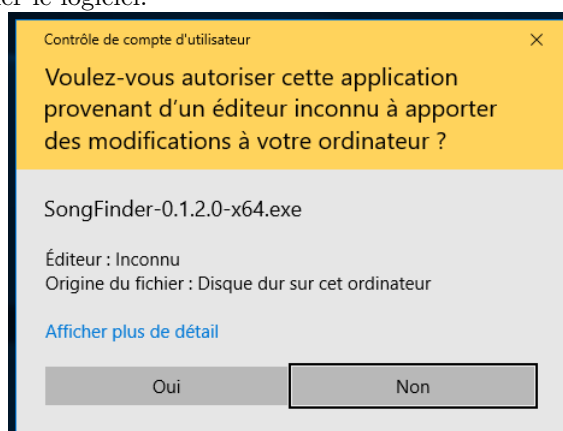 le logiciel.
Contrôle de compte d'utilisateur
Voulez-vous autoriser cette application
provenant d'un éditeur inconnu à apporter
des modifications à votre ordinateur ?
SongFinder-0.1.2.0-x64.exe
Éditeur : Inconnu
Origine du fichier : Disque dur sur cet ordinateur
Afficher plus de détail
Oui Non